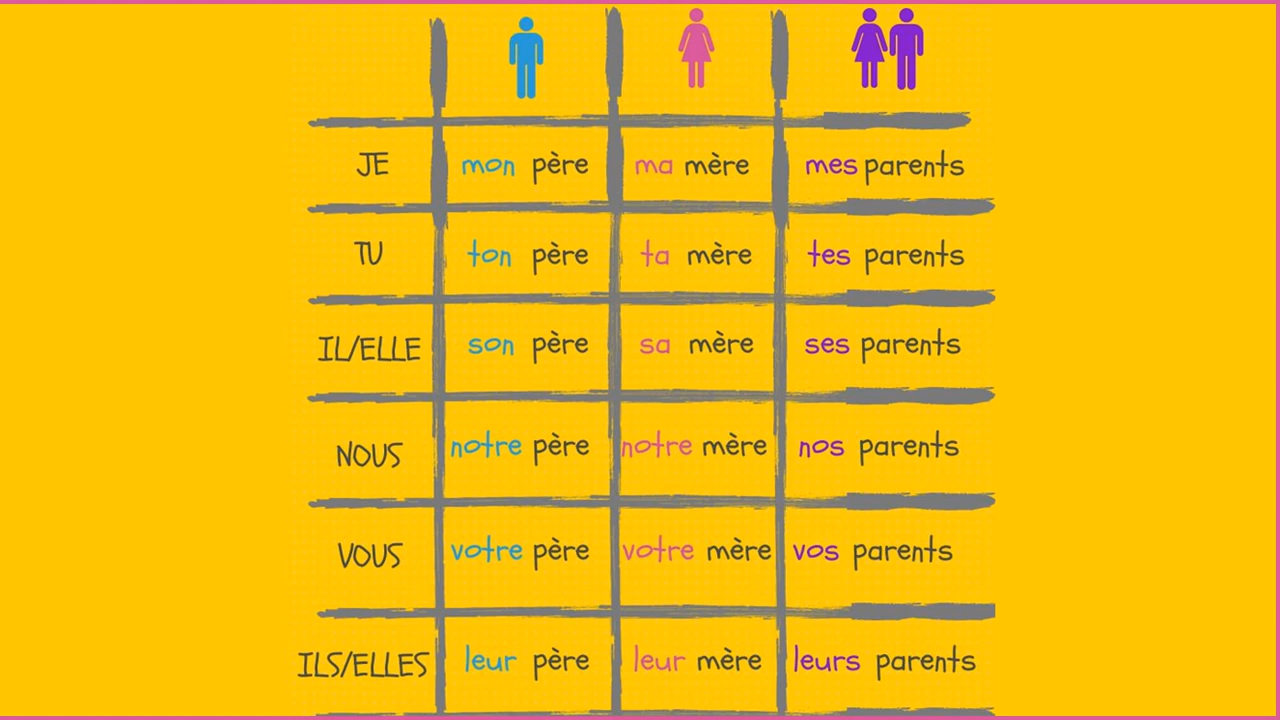 JE mon père ma mère mes parents
TU ton père ta mère tes parents
IL/ELLE son père sa mère ses parents
NOUS notre père notre mère nos parents
VOUS votre père votre mère vos parents
ILS/ELLES leur père leur mère leurs parents